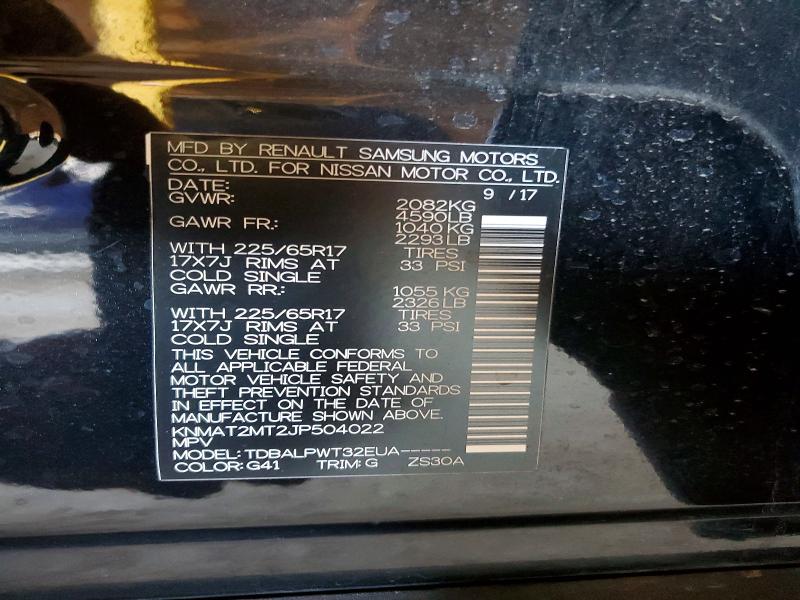 MFD BY RENAULT SAMSUNG MOTORS
CO., LTD. FOR NISSAN MOTOR CO., LTD.
DATE: 9 /17
GVWR: 2082KG
4590LB
GAWR FR.: 1040 KG
2293 LB
WITH 225/65R17 TIRES
17X7J RIMS AT 33 PSI
COLD SINGLE
GAWR RR.: 1055 KG
2326 LB
WITH 225/65R17 TIRES
17X7J RIMS AT 33 PSI
COLD SINGLE
THIS VEHICLE CONFORMS TO
ALL APPLICABLE FEDERAL
MOTOR VEHICLE SAFETY AND
THEFT PREVENTION STANDARDS
IN EFFECT ON THE DATE OF
MANUFACTURE SHOWN ABOVE.
KNMAT2MT2JP504022
MPV
MODEL: TDBALPWT32EUA-----
COLOR: G41 TRIM: G ZS30A